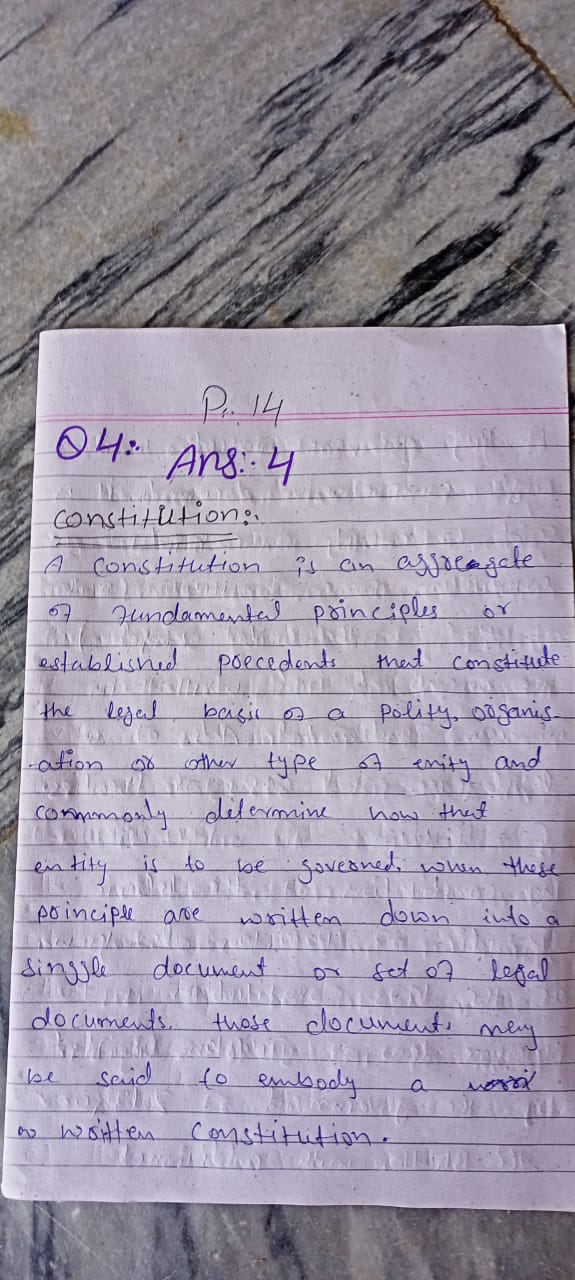 P.. 14
Q4:. Ans:. 4
Constitution:.
A Constitution is an aggreegate
of Fundamental principles or
established precedents that constitute
the legal basis of a polity, organis-
-ation or other type of enity and
commonly determine how that
entity is to be governed. when these
principle are written down into a
singgle document or set of legal
documents. those documents may
be said to embody a
written Constitution.